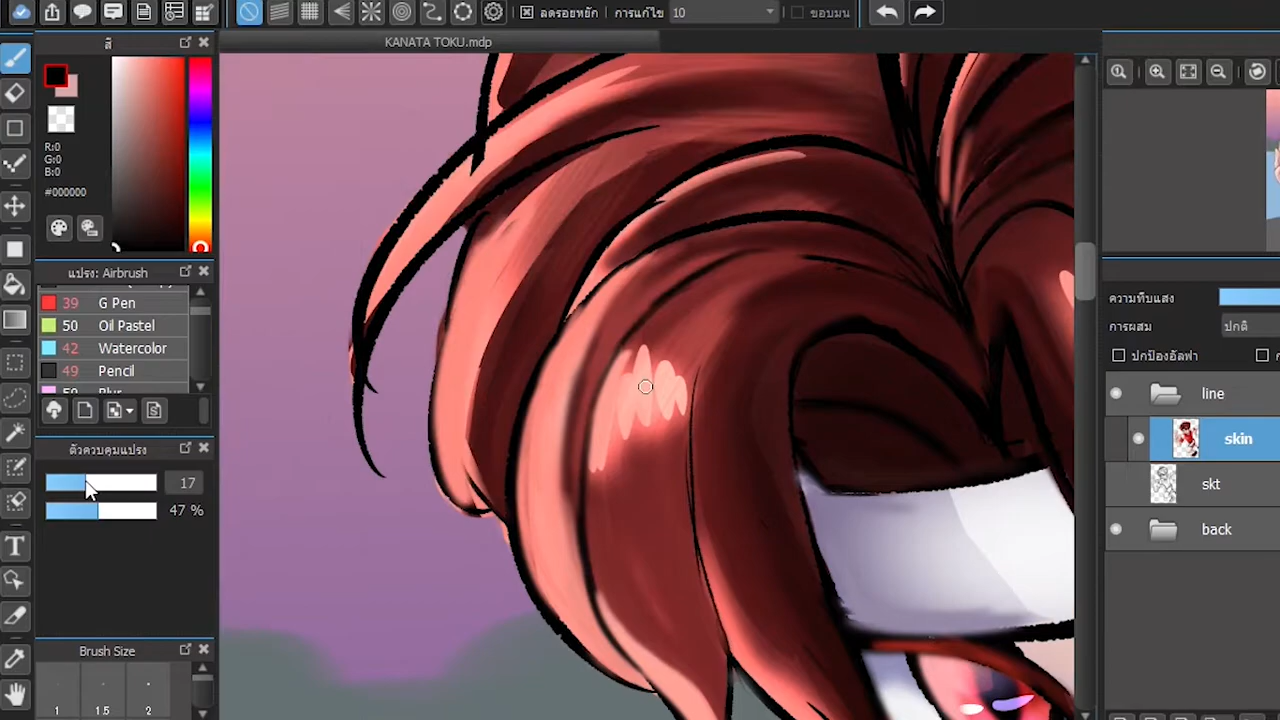 ลดรอยหยัก การแก้ไข 10 ขอบมน
KANATA TOKU.mdp
สี
R:0
G:0
B:0
#000000
แปรง: Airbrush
39 G Pen
50 Oil Pastel
42 Watercolor
49 Pencil
50 Blur
ตัวควบคุมแปรง
17
47 %
Brush Size
1 1.5 2
ความทึบแสง
การผสม ปกติ
ปกป้องอัลฟา
line
skin
skt
back